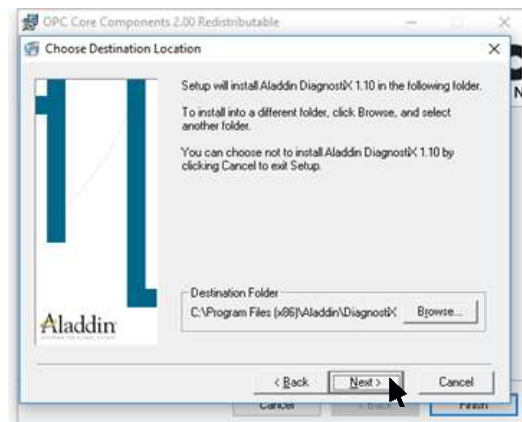 OPC Core Components 2.00 Redistributable
Choose Destination Location
Setup will install Aladdin DiagnostiX 1.10 in the following folder.
To install into a different folder, click Browse, and select
another folder.
You can choose not to install Aladdin DiagnostiX 1.10 by
clicking Cancel to exit Setup.
Destination Folder
C:\Program Files (x86)\Aladdin\DiagnostiX
Browse...
Aladdin
< Back
Next >
Cancel
Cancel
< Back
Finish